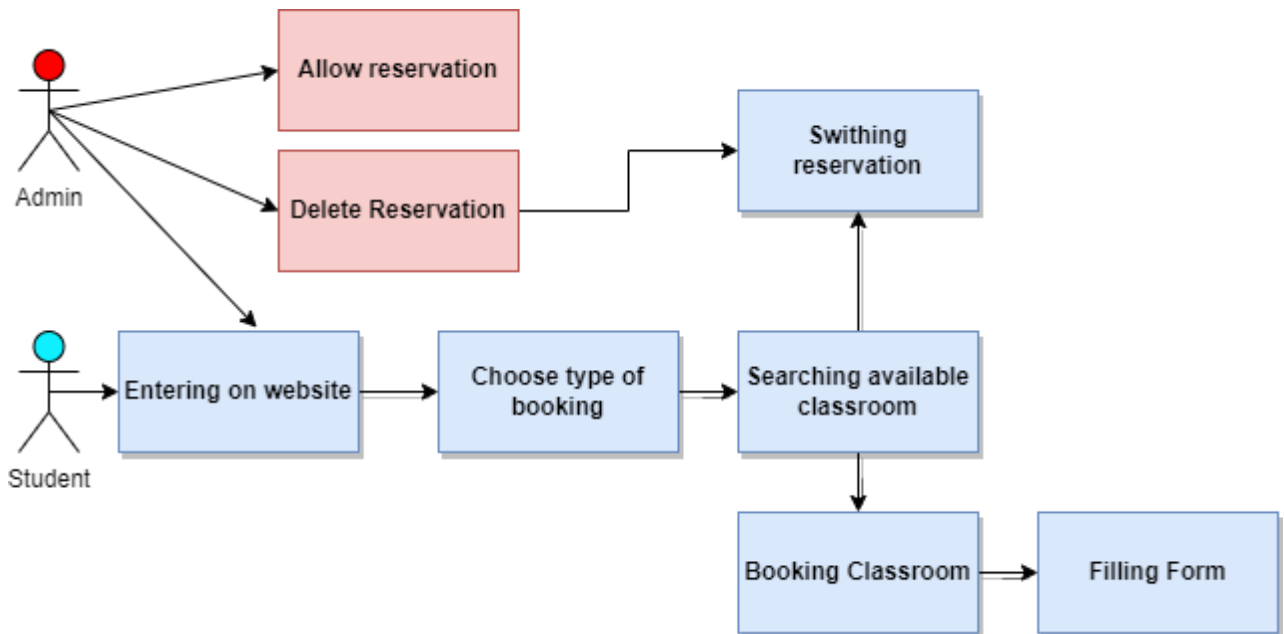 Allow reservation
Admin
Delete Reservation
Swithing
reservation
Student
Entering on website
Choose type of
booking
Searching available
classroom
Booking Classroom
Filling Form